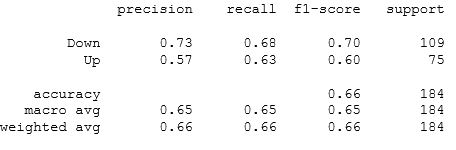 precision recall f1-score support
Down 0.73 0.68 0.70 109
Up 0.57 0.63 0.60 75
accuracy 0.66 184
macro avg 0.65 0.65 0.65 184
weighted avg 0.66 0.66 0.66 184